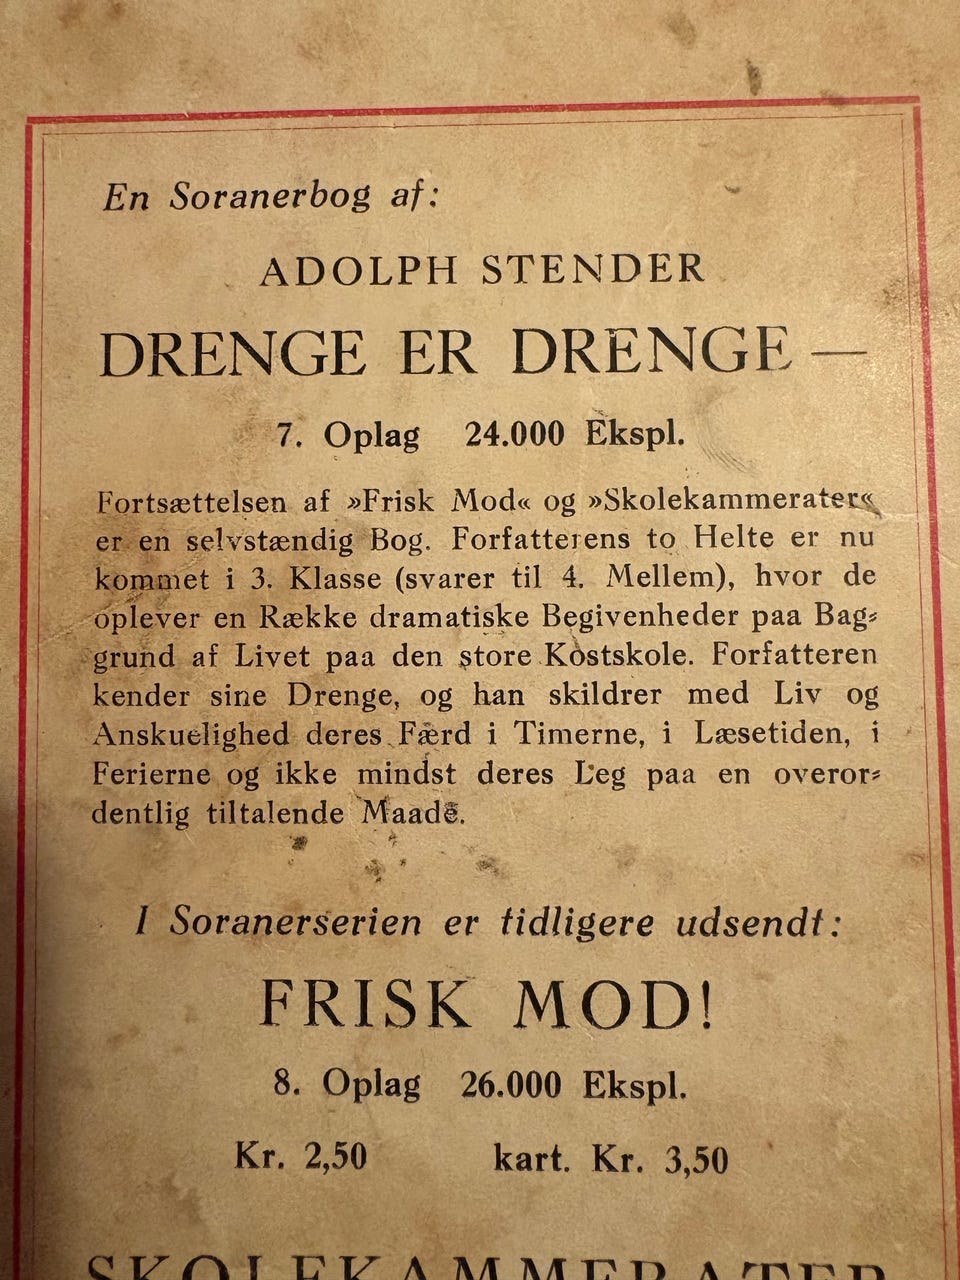 En Soranerbog af:
ADOLPH STENDER
DRENGE ER DRENGE —
7. Oplag 24.000 Ekspl.
Fortsættelsen af »Frisk Mod« og »Skolekammerater«
er en selvstændig Bog. Forfatterens to Helte er nu
kommet i 3. Klasse (svarer til 4. Mellem), hvor de
oplever en Række dramatiske Begivenheder paa Bag-
grund af Livet paa den store Kostskole. Forfatteren
kender sine Drenge, og han skildrer med Liv og
Anskuelighed deres Færd i Timerne, i Læsetiden, i
Ferierne og ikke mindst deres Leg paa en overor-
dentlig tiltalende Maade.
I Soranerserien er tidligere udsendt:
FRISK MOD!
8. Oplag 26.000 Ekspl.
Kr. 2,50 kart. Kr. 3,50
SKOLEKAMMERATER